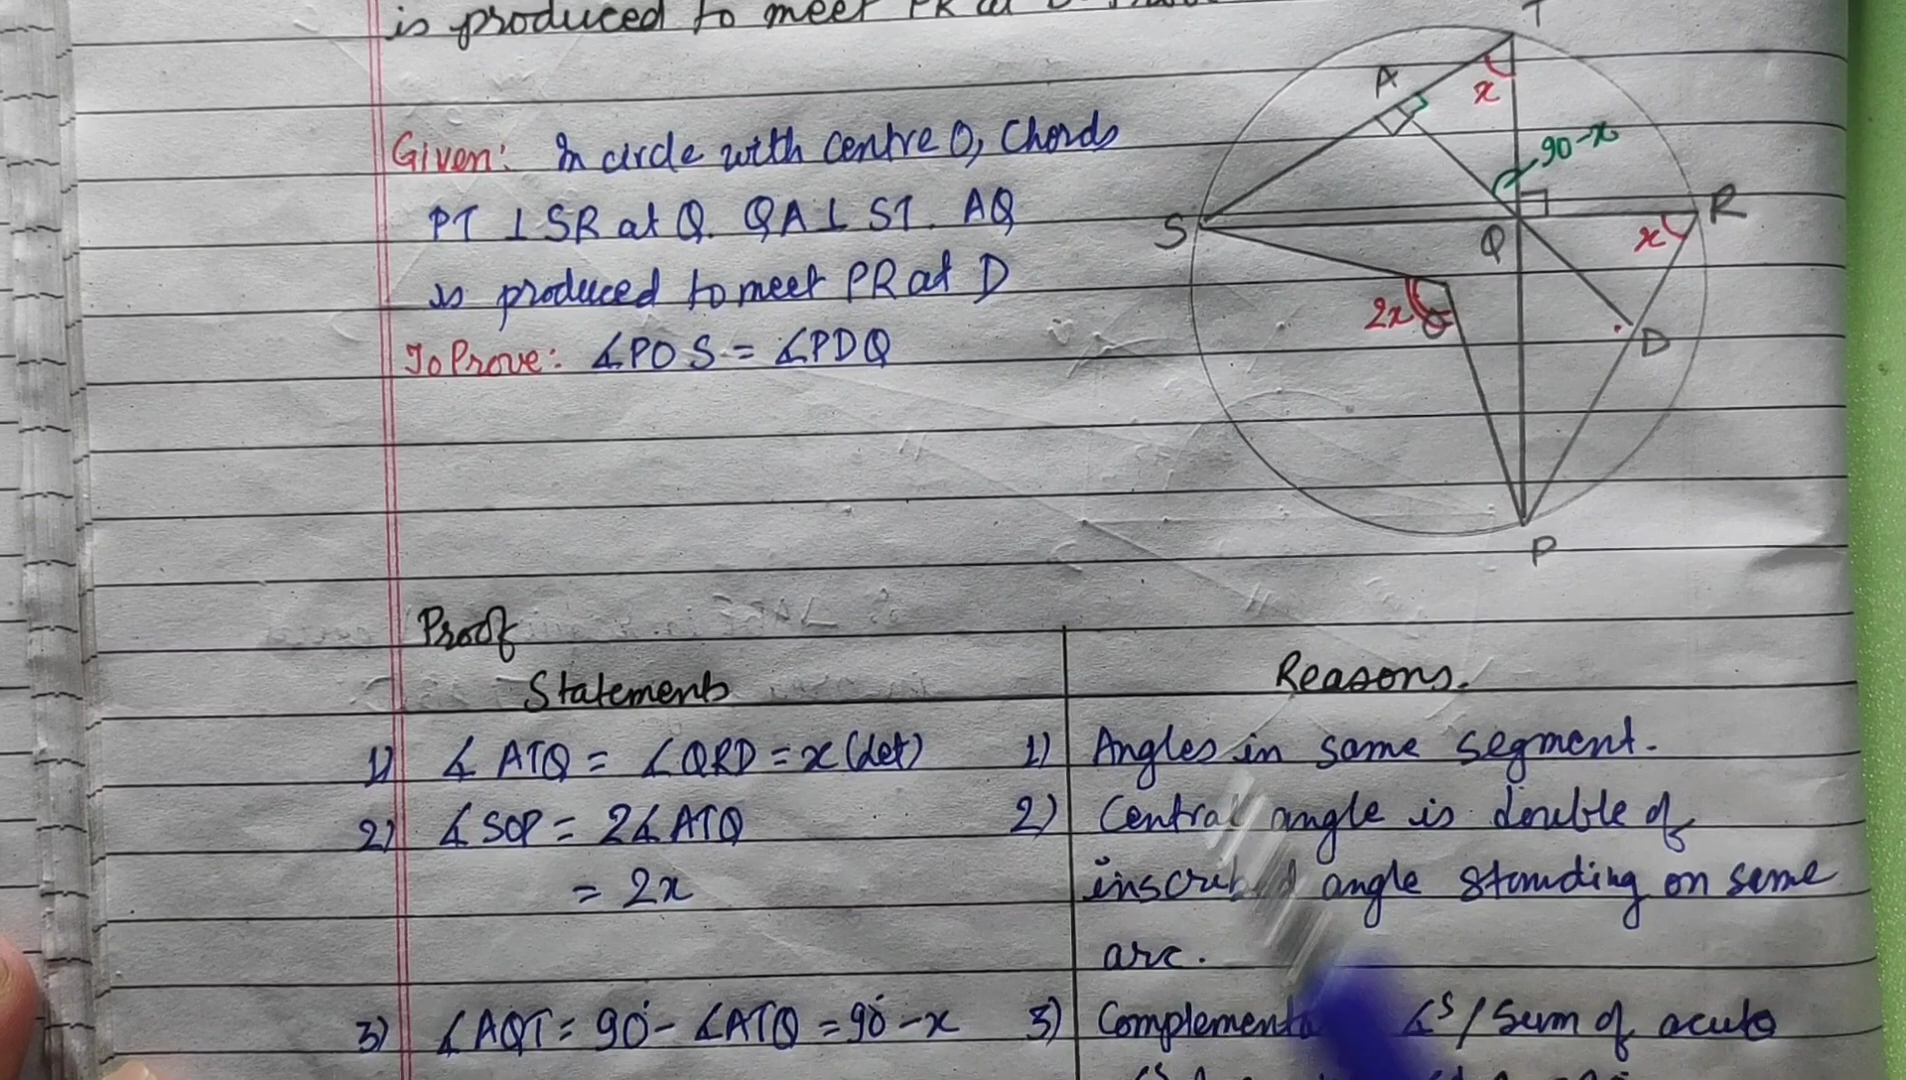 is produced to meet PR at D
Given: In circle with centre O, Chords
PT ⊥ SR at Q. QA ⊥ ST. AQ
is produced to meet PR at D
To Prove: ∡POS = ∡PDQ
T
A
x
90-x
S
Q
R
x
2x
O
D
P
Proof
Statements
Reasons.
1) ∡ATQ = ∠QRD = x (let)
1) Angles in same segment.
2) ∡SOP = 2∡ATQ
2) Central angle is double of
= 2x
inscribed angle standing on same
arc.
3) ∡AQT = 90° - ∡ATQ = 90° - x
3) ∡s / Sum of acute